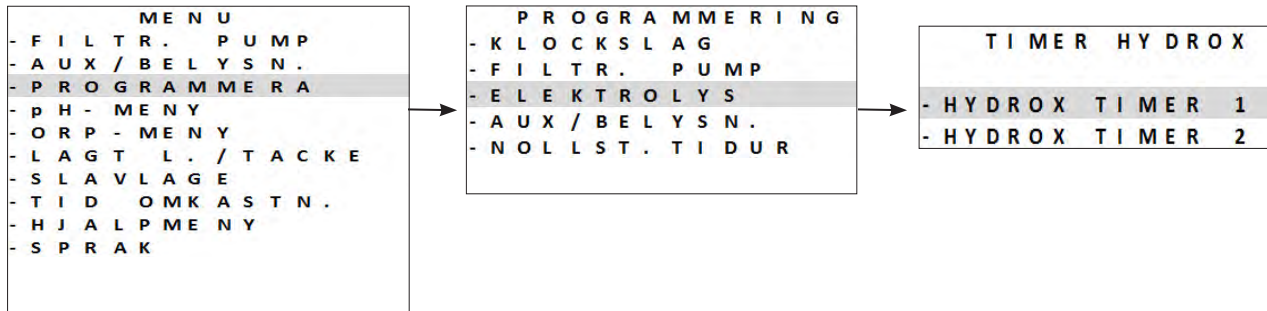 MENU
- FILTR. PUMP
- AUX/BELYSN.
- PROGRAMMERA
- pH- MENY
- ORP- MENY
- LAGT L./TACKE
- SLAVLAGE
- TID OMKASTN.
- HJALPMENY
- SPRAK
PROGRAMMERING
- KLOCKSLAG
- FILTR. PUMP
- ELEKTROLYS
- AUX/BELYSN.
- NOLLST. TIDUR
TIMER HYDROX
- HYDROX TIMER 1
- HYDROX TIMER 2